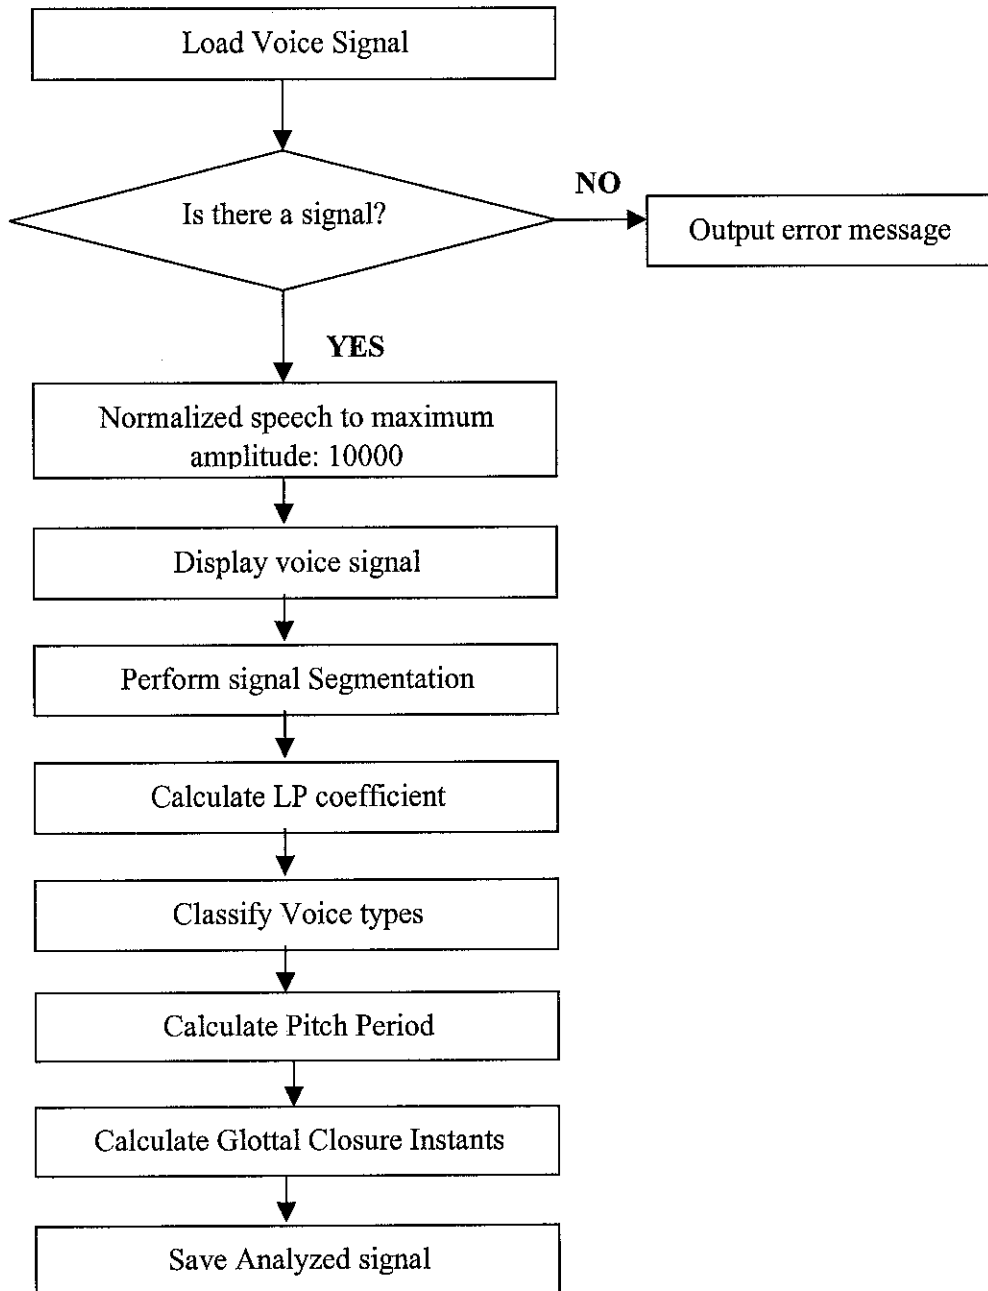 Load Voice Signal
Is there a signal?
NO
Output error message
YES
Normalized speech to maximum
amplitude: 10000
Display voice signal
Perform signal Segmentation
Calculate LP coefficient
Classify Voice types
Calculate Pitch Period
Calculate Glottal Closure Instants
Save Analyzed signal